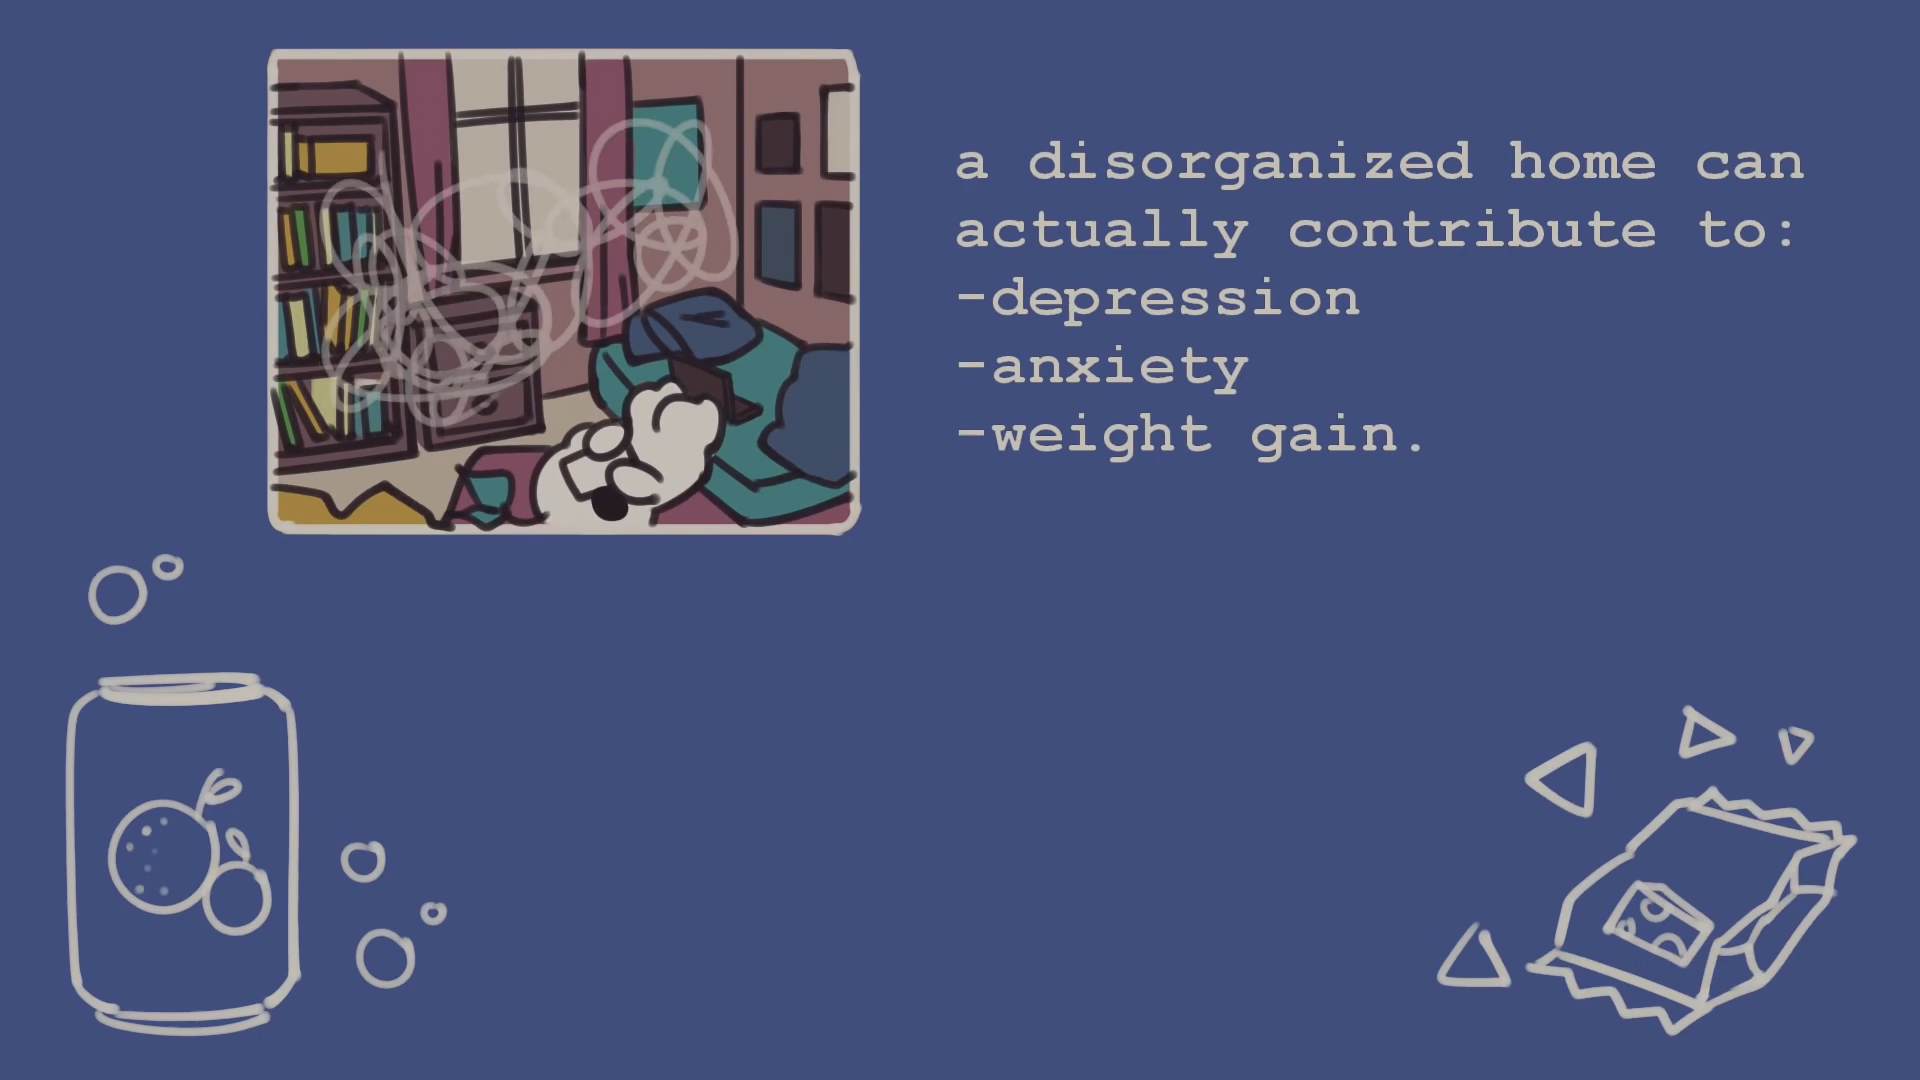 a disorganized home can
actually contribute to:
-depression
-anxiety
-weight gain.